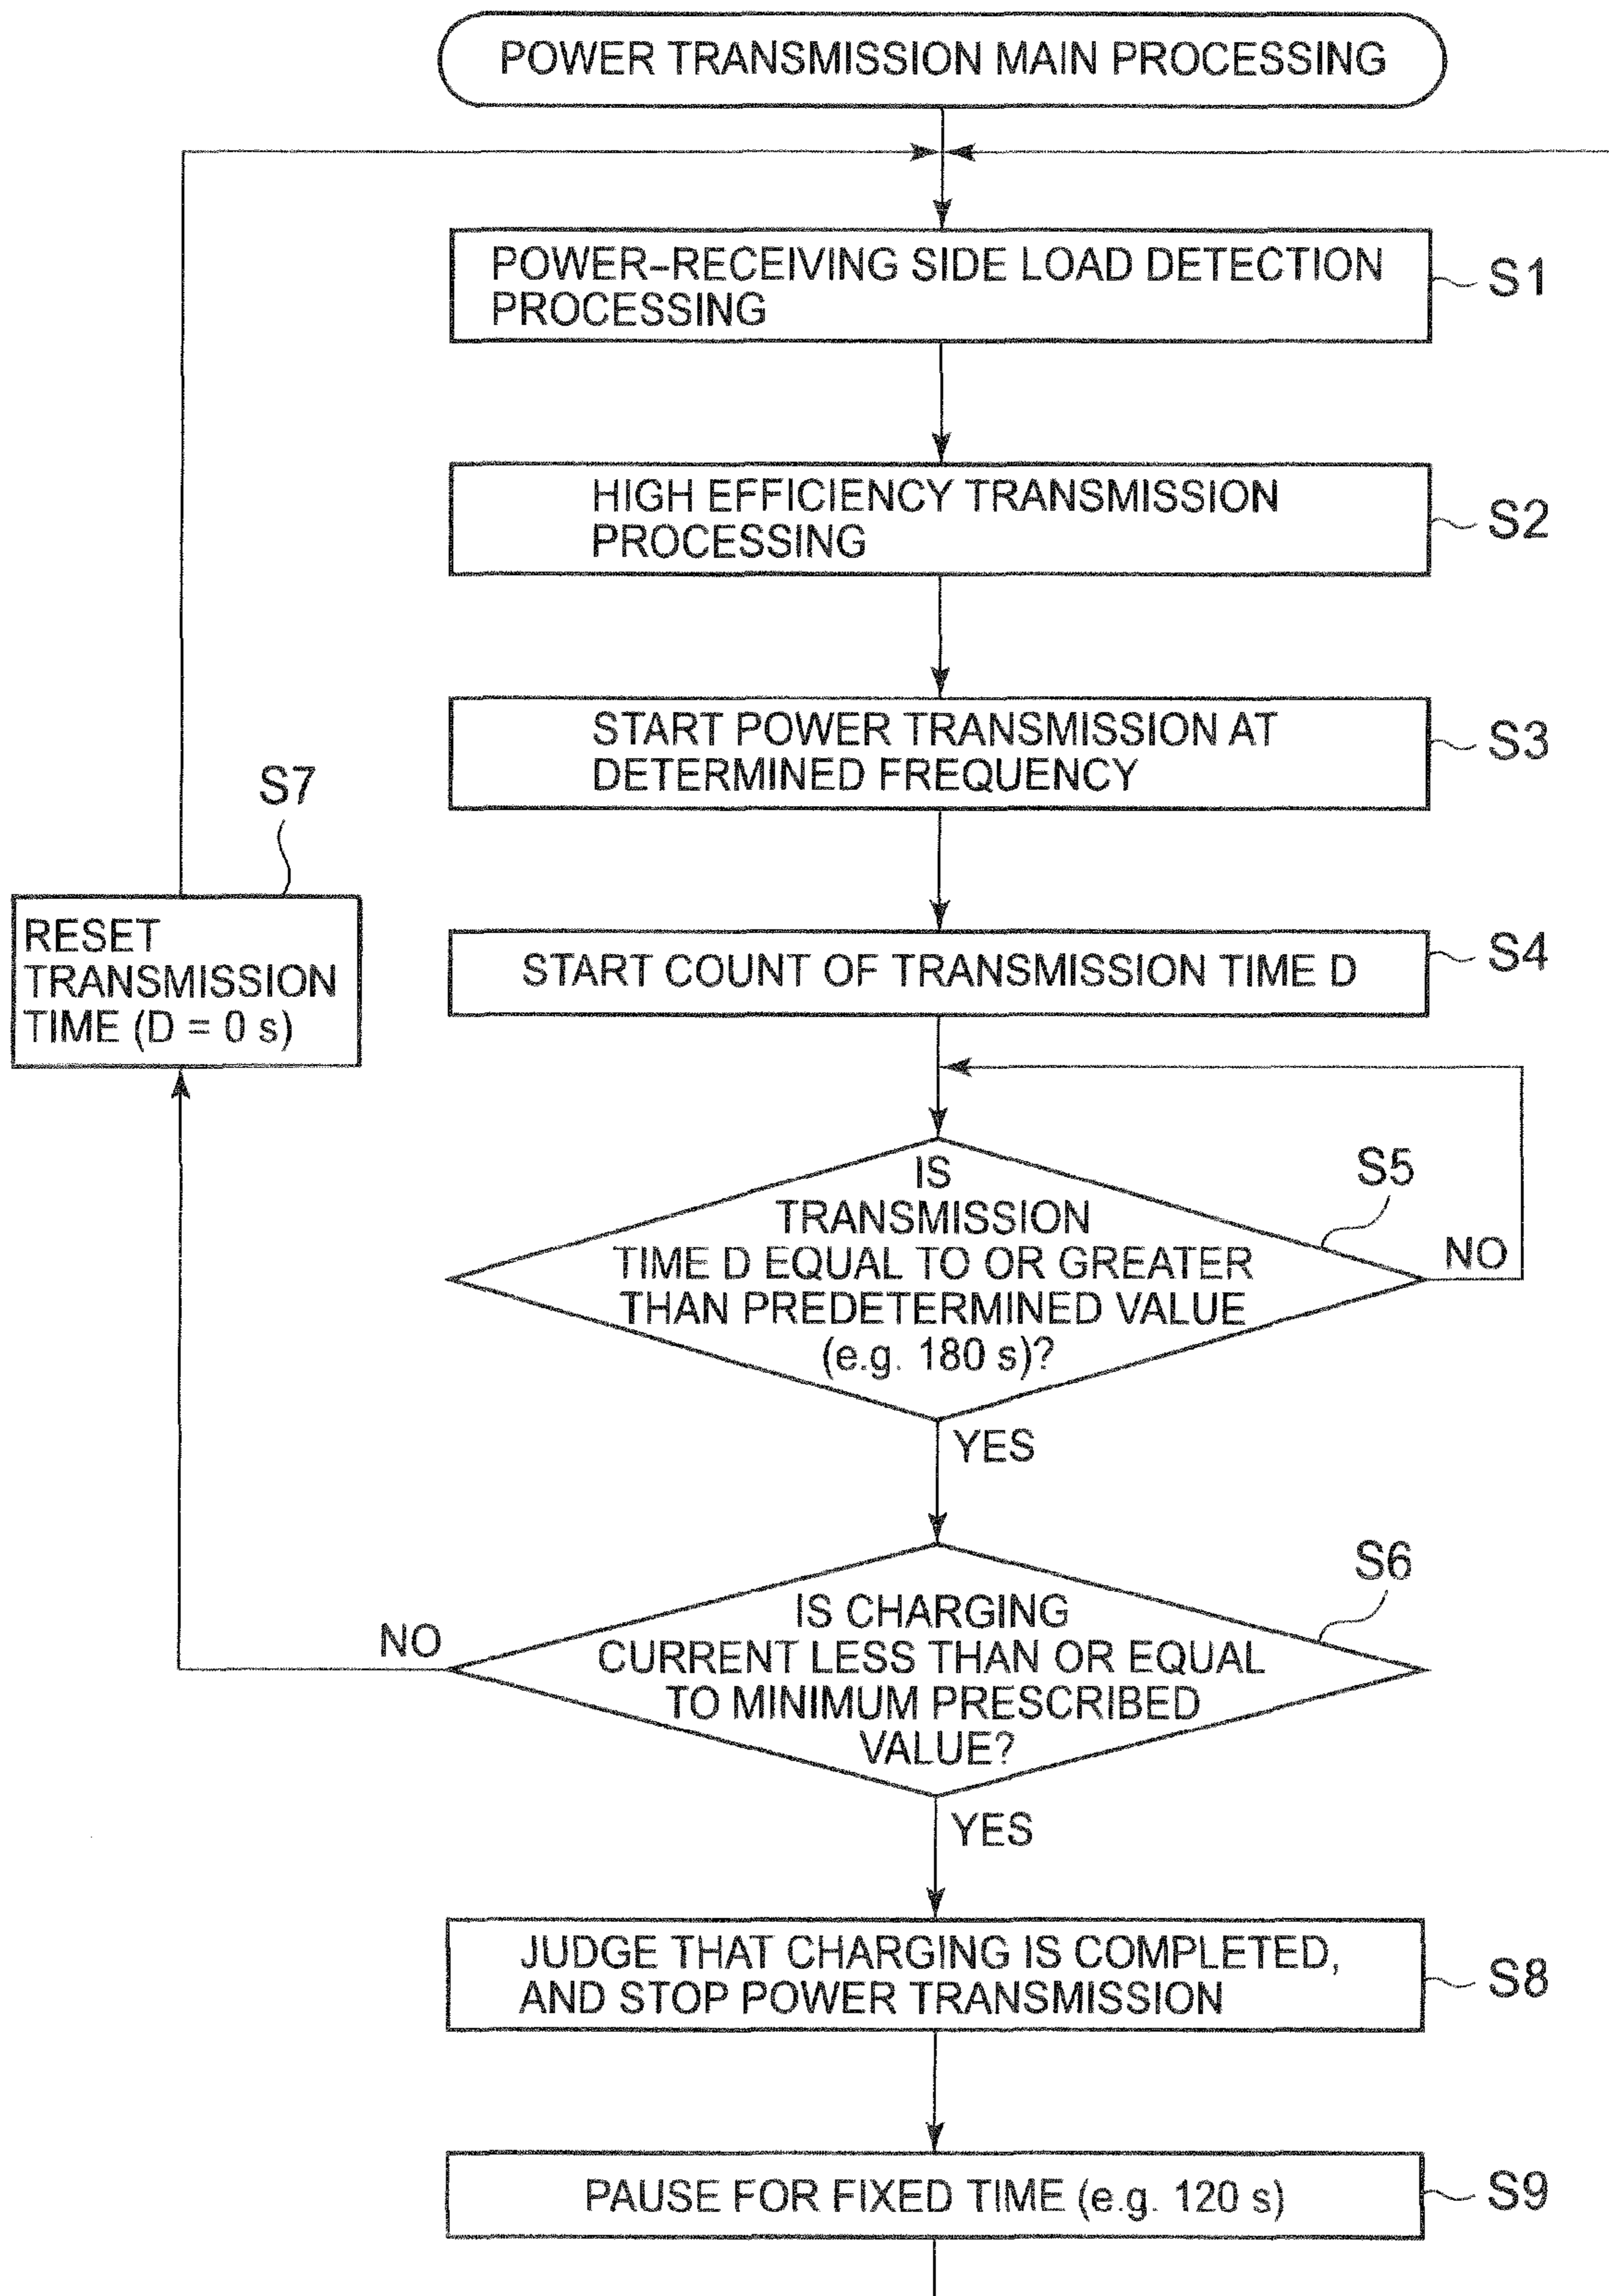 POWER TRANSMISSION MAIN PROCESSING
POWER-RECEIVING SIDE LOAD DETECTION
PROCESSING
S1
HIGH EFFICIENCY TRANSMISSION
PROCESSING
S2
START POWER TRANSMISSION AT
DETERMINED FREQUENCY
S3
S7
RESET
TRANSMISSION
TIME (D = 0 s)
START COUNT OF TRANSMISSION TIME D
S4
IS
TRANSMISSION
TIME D EQUAL TO OR GREATER
THAN PREDETERMINED VALUE
(e.g. 180 s)?
S5
NO
YES
IS CHARGING
CURRENT LESS THAN OR EQUAL
TO MINIMUM PRESCRIBED
VALUE?
S6
NO
YES
JUDGE THAT CHARGING IS COMPLETED,
AND STOP POWER TRANSMISSION
S8
PAUSE FOR FIXED TIME (e.g. 120 s)
S9